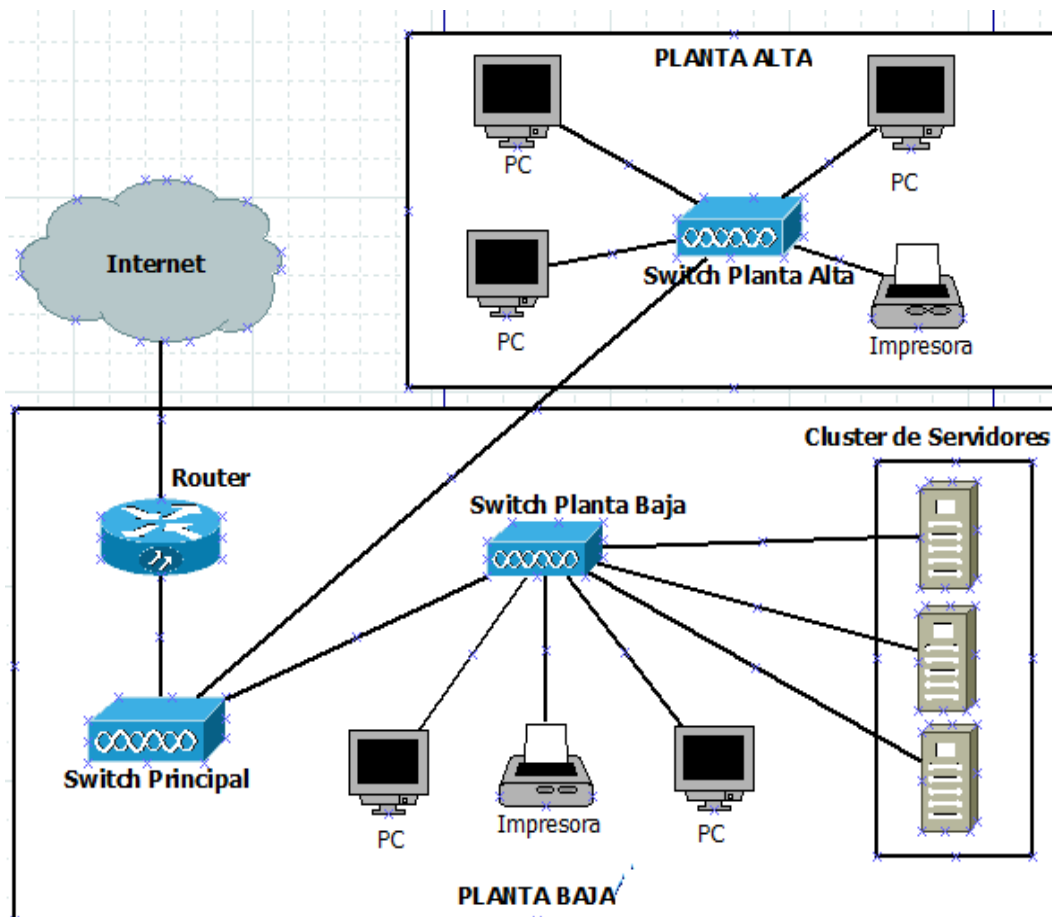 PLANTA ALTA
PC
PC
Internet
Switch Planta Alta
PC
Impresora
Cluster de Servidores
Router
Switch Planta Baja
Switch Principal
PC
Impresora
PC
PLANTA BAJA